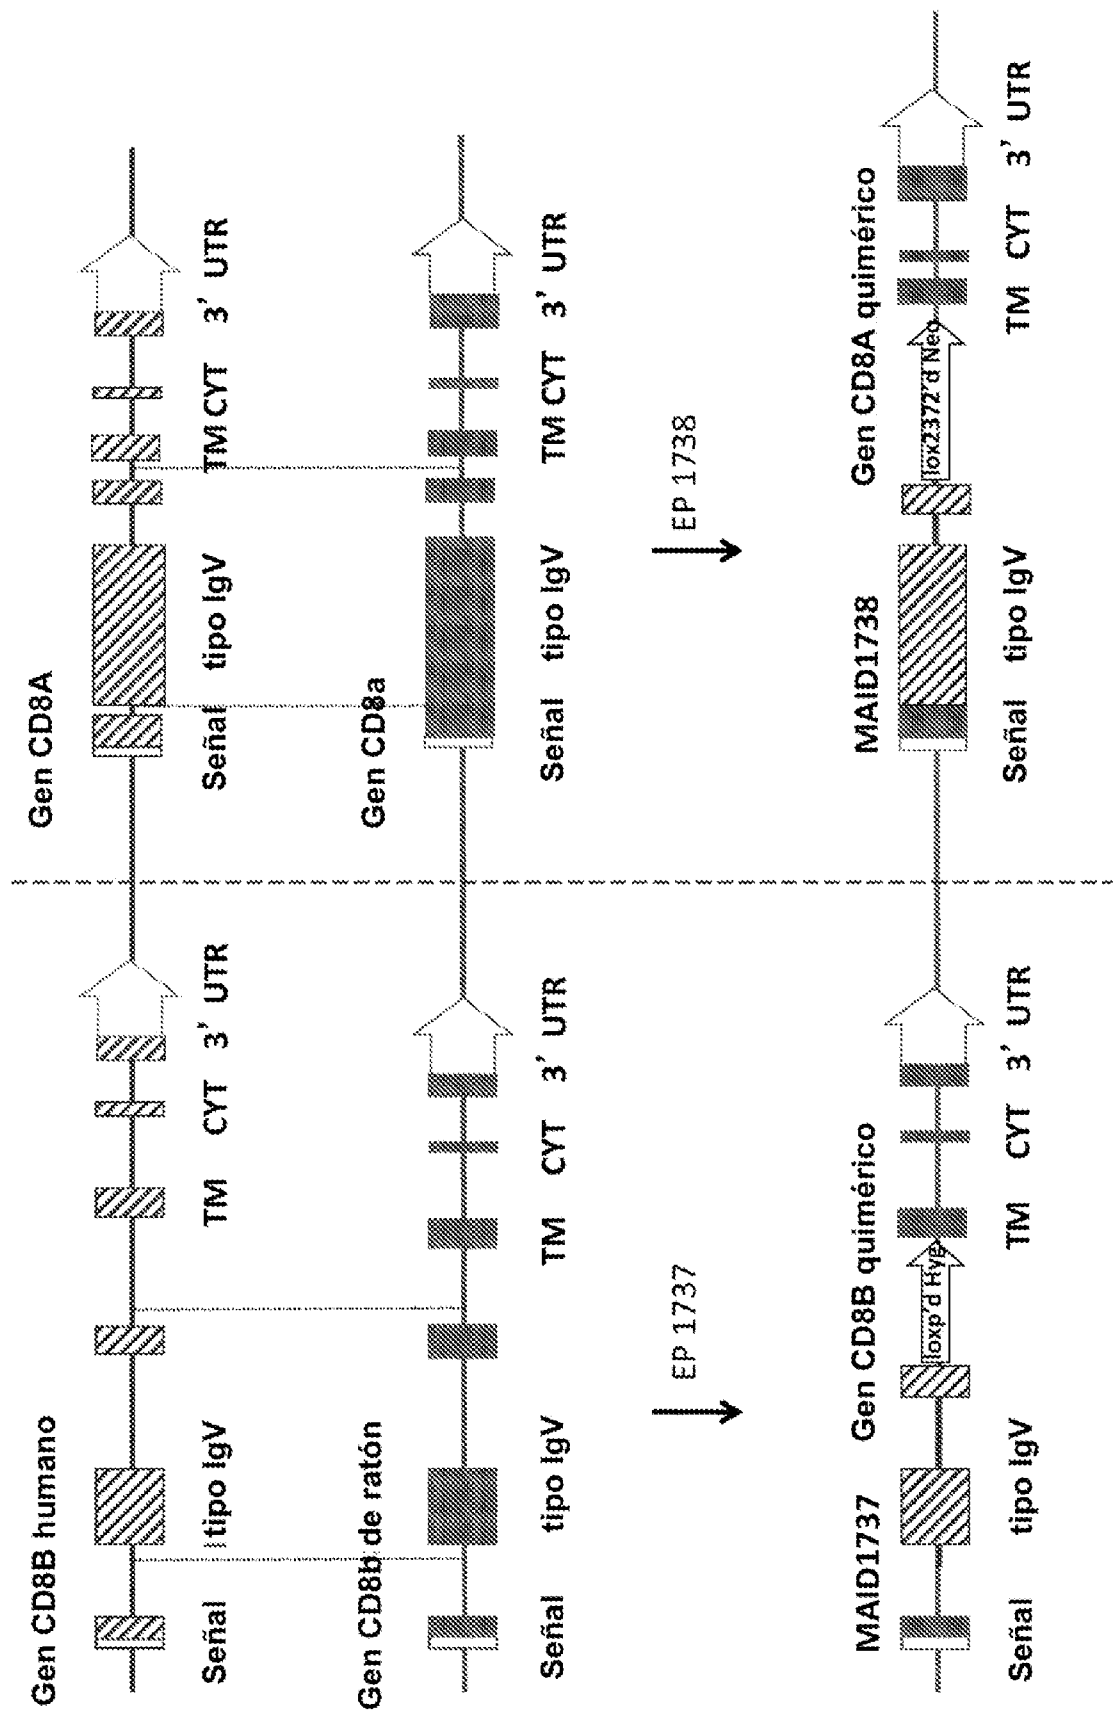 Gen CD8B humano
Gen CD8A
Señal tipo IgV TM CYT 3' UTR
Señal tipo IgV TM CYT 3' UTR
Gen CD8b de ratón
Gen CD8a
Señal tipo IgV TM CYT 3' UTR
Señal tipo IgV TM CYT 3' UTR
EP 1737
EP 1738
MAID1737 Gen CD8B quimérico
MAID1738 Gen CD8A quimérico
loxp'd Hyg
lox2372'd Neo
Señal tipo IgV TM CYT 3' UTR
Señal tipo IgV TM CYT 3' UTR